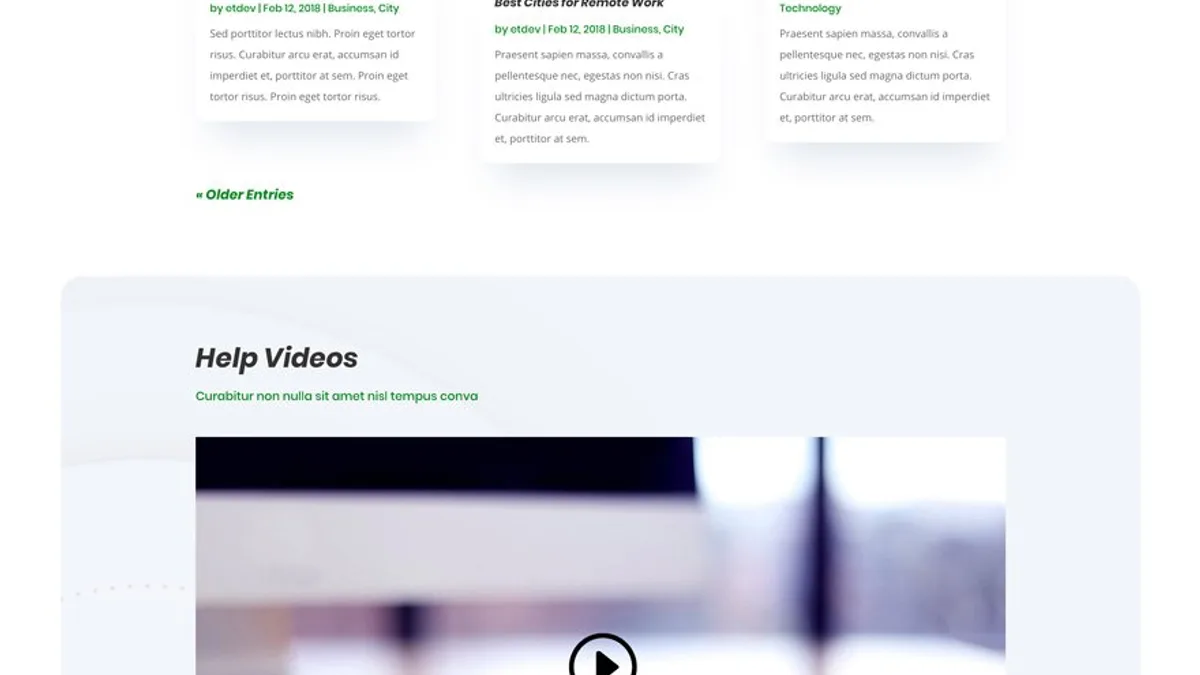 by etdev | Feb 12, 2018 | Business, City
Sed porttitor lectus nibh. Proin eget tortor
risus. Curabitur arcu erat, accumsan id
imperdiet et, porttitor at sem. Proin eget
tortor risus. Proin eget tortor risus.
Best Cities for Remote Work
by etdev | Feb 12, 2018 | Business, City
Praesent sapien massa, convallis a
pellentesque nec, egestas non nisi. Cras
ultricies ligula sed magna dictum porta.
Curabitur arcu erat, accumsan id imperdiet
et, porttitor at sem.
Technology
Praesent sapien massa, convallis a
pellentesque nec, egestas non nisi. Cras
ultricies ligula sed magna dictum porta.
Curabitur arcu erat, accumsan id imperdiet
et, porttitor at sem.
« Older Entries
Help Videos
Curabitur non nulla sit amet nisl tempus conva